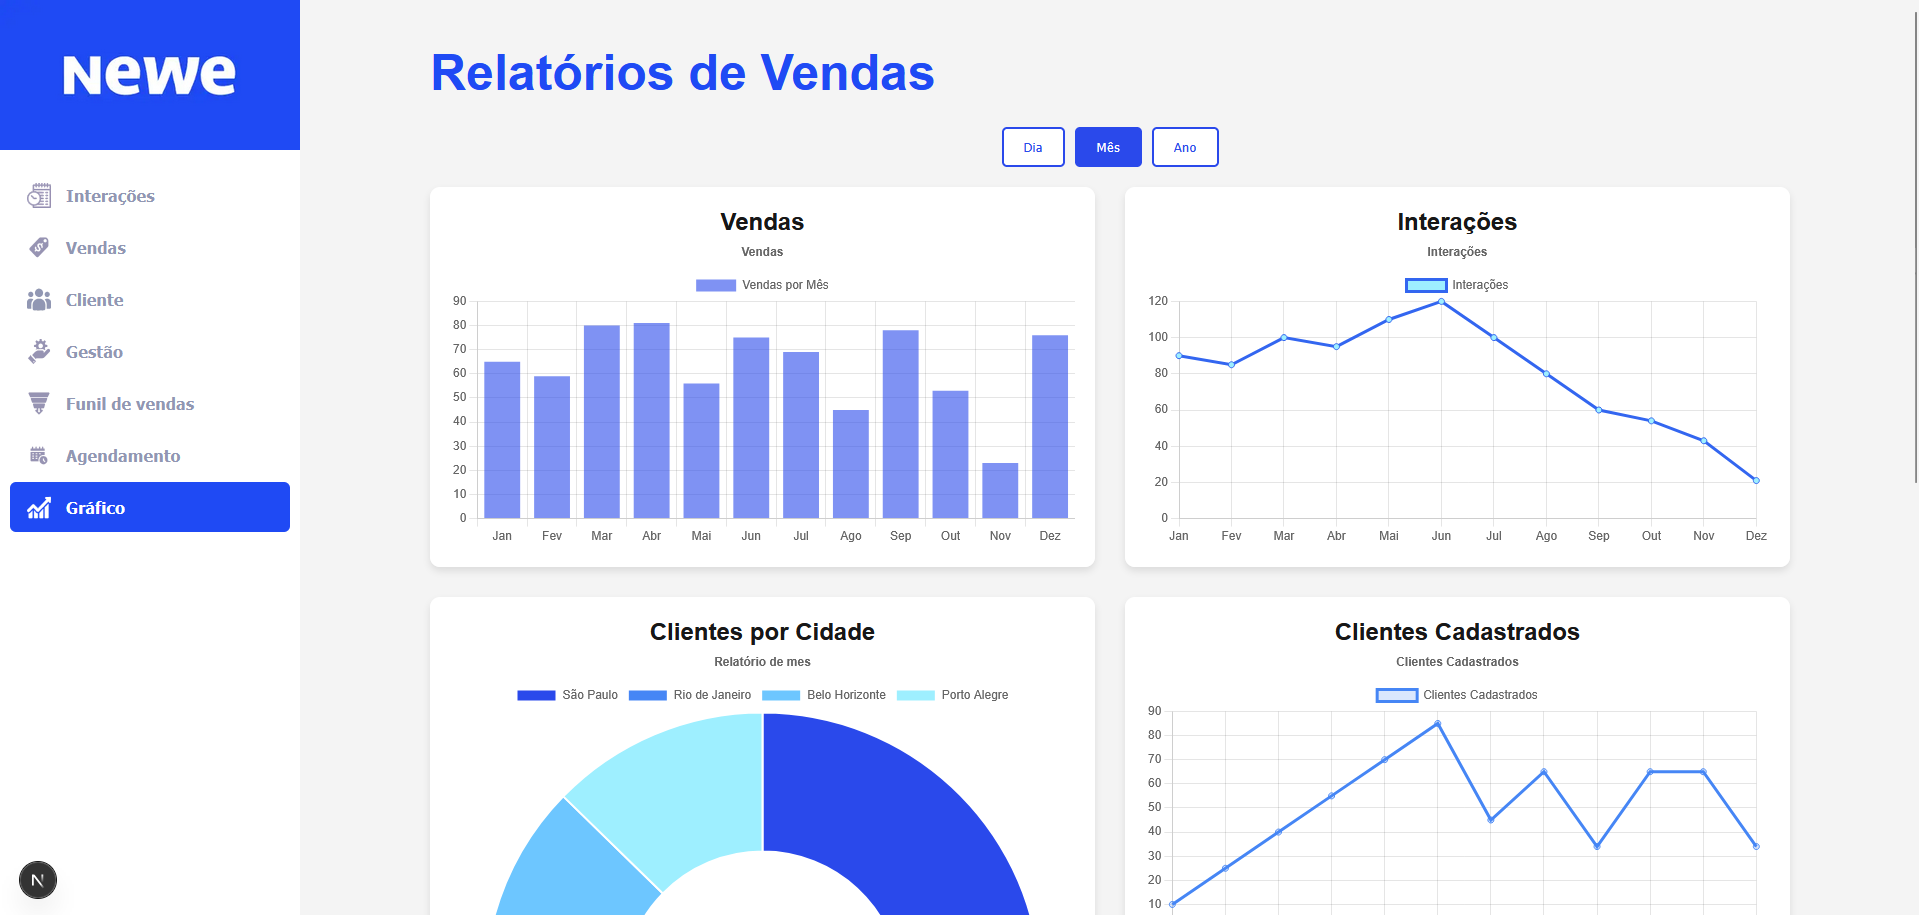 Newe
Interações
Vendas
Cliente
Gestão
Funil de vendas
Agendamento
Gráfico
N
Relatórios de Vendas
Dia Mês Ano
Vendas
Vendas
Vendas por Mês
90
80
70
60
50
40
30
20
10
0
Jan Fev Mar Abr Mai Jun Jul Ago Sep Out Nov Dez
Interações
Interações
Interações
120
100
80
60
40
20
0
Jan Fev Mar Abr Mai Jun Jul Ago Sep Out Nov Dez
Clientes por Cidade
Relatório de mes
São Paulo Rio de Janeiro Belo Horizonte Porto Alegre
Clientes Cadastrados
Clientes Cadastrados
Clientes Cadastrados
90
80
70
60
50
40
30
20
10